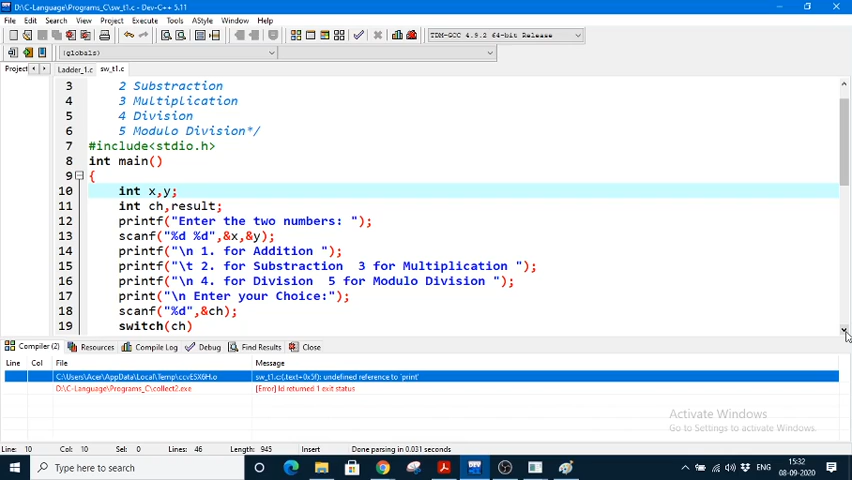 D:\C-Language\Programs_C\sw_t1.c - Dev-C++ 5.11
File Edit Search View Project Execute Tools AStyle Window Help
TDM-GCC 4.9.2 64-bit Release
(globals)
Project Ladder_1.c sw_t1.c
3 2 Substraction
4 3 Multiplication
5 4 Division
6 5 Modulo Division*/
7 #include<stdio.h>
8 int main()
9 {
10 int x,y;
11 int ch,result;
12 printf("Enter the two numbers: ");
13 scanf("%d %d",&x,&y);
14 printf("\n 1. for Addition ");
15 printf("\t 2. for Substraction  3 for Multiplication ");
16 printf("\n 4. for Division  5 for Modulo Division ");
17 print("\n Enter your Choice:");
18 scanf("%d",&ch);
19 switch(ch)
Compiler (2) Resources Compile Log Debug Find Results Close
Line Col File Message
C:\Users\Acer\AppData\Local\Temp\ccvESX6H.o sw_t1.c:(.text+0x5f): undefined reference to 'print'
D:\C-Language\Programs_C\collect2.exe [Error] ld returned 1 exit status
Activate Windows
Go to Settings to activate Windows.
Line: 10 Col: 10 Sel: 0 Lines: 46 Length: 945 Insert Done parsing in 0.031 seconds
Type here to search
ENG
15:32
08-09-2020